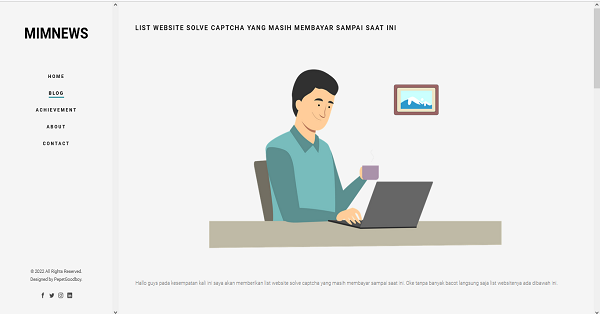 MIMNEWS
HOME
BLOG
ACHIEVEMENT
ABOUT
CONTACT
© 2022 All Rights Reserved.
Designed by PepetGoodboy.
LIST WEBSITE SOLVE CAPTCHA YANG MASIH MEMBAYAR SAMPAI SAAT INI
Hallo guys pada kesempatan kali ini saya akan memberikan list website solve captcha yang masih membayar sampai saat ini. Oke tanpa banyak bacot langsung saja list websitenya ada dibawah ini.